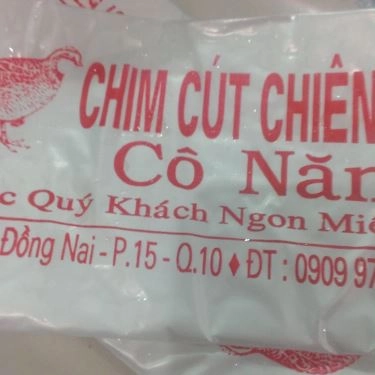 CHIM CÚT CHIÊN
Cô Năm
c Quý Khách Ngon Miệ
Đồng Nai - P.15 - Q.10 ♦ ĐT : 0909 97